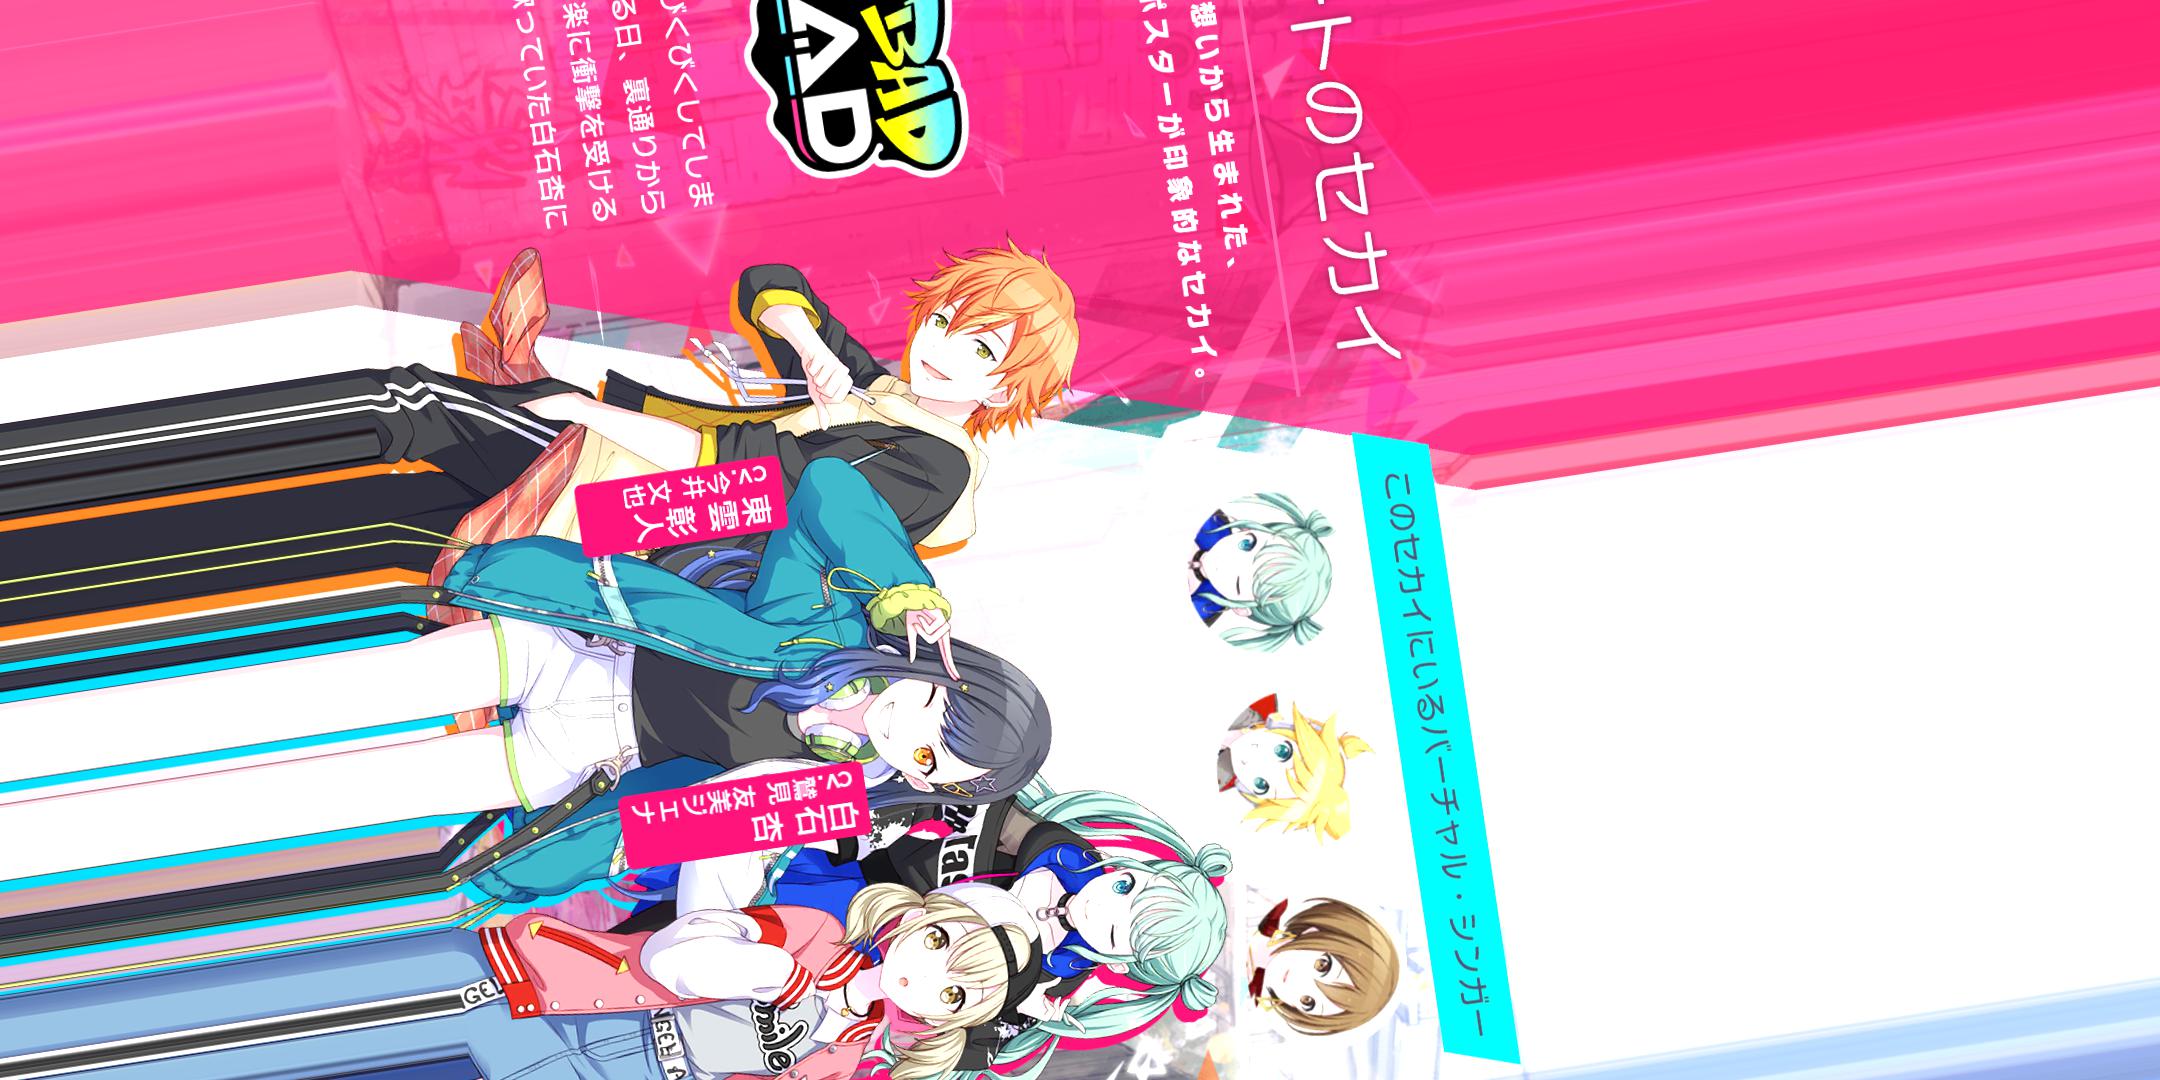 ートのセカイ
想いから生まれた、
ポスターが印象的なセカイ。
BAD
びくびくしてしま
る日、裏通りから
楽に衝撃を受ける
歌っていた白石杏に
このセカイにいるバーチャル・シンガー
東雲 彰人
CV.今井 文也
白石 杏
CV.鷲見 友美ジェナ